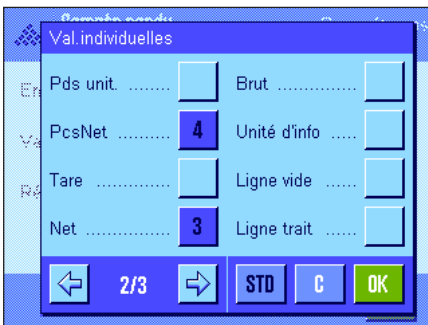 Val.individuelles
Pds unit. ........
PcsNet .......... 4
Tare .............
Net ............... 3
Brut ..............
Unité d'info .....
Ligne vide ......
Ligne trait ......
2/3 STD C OK